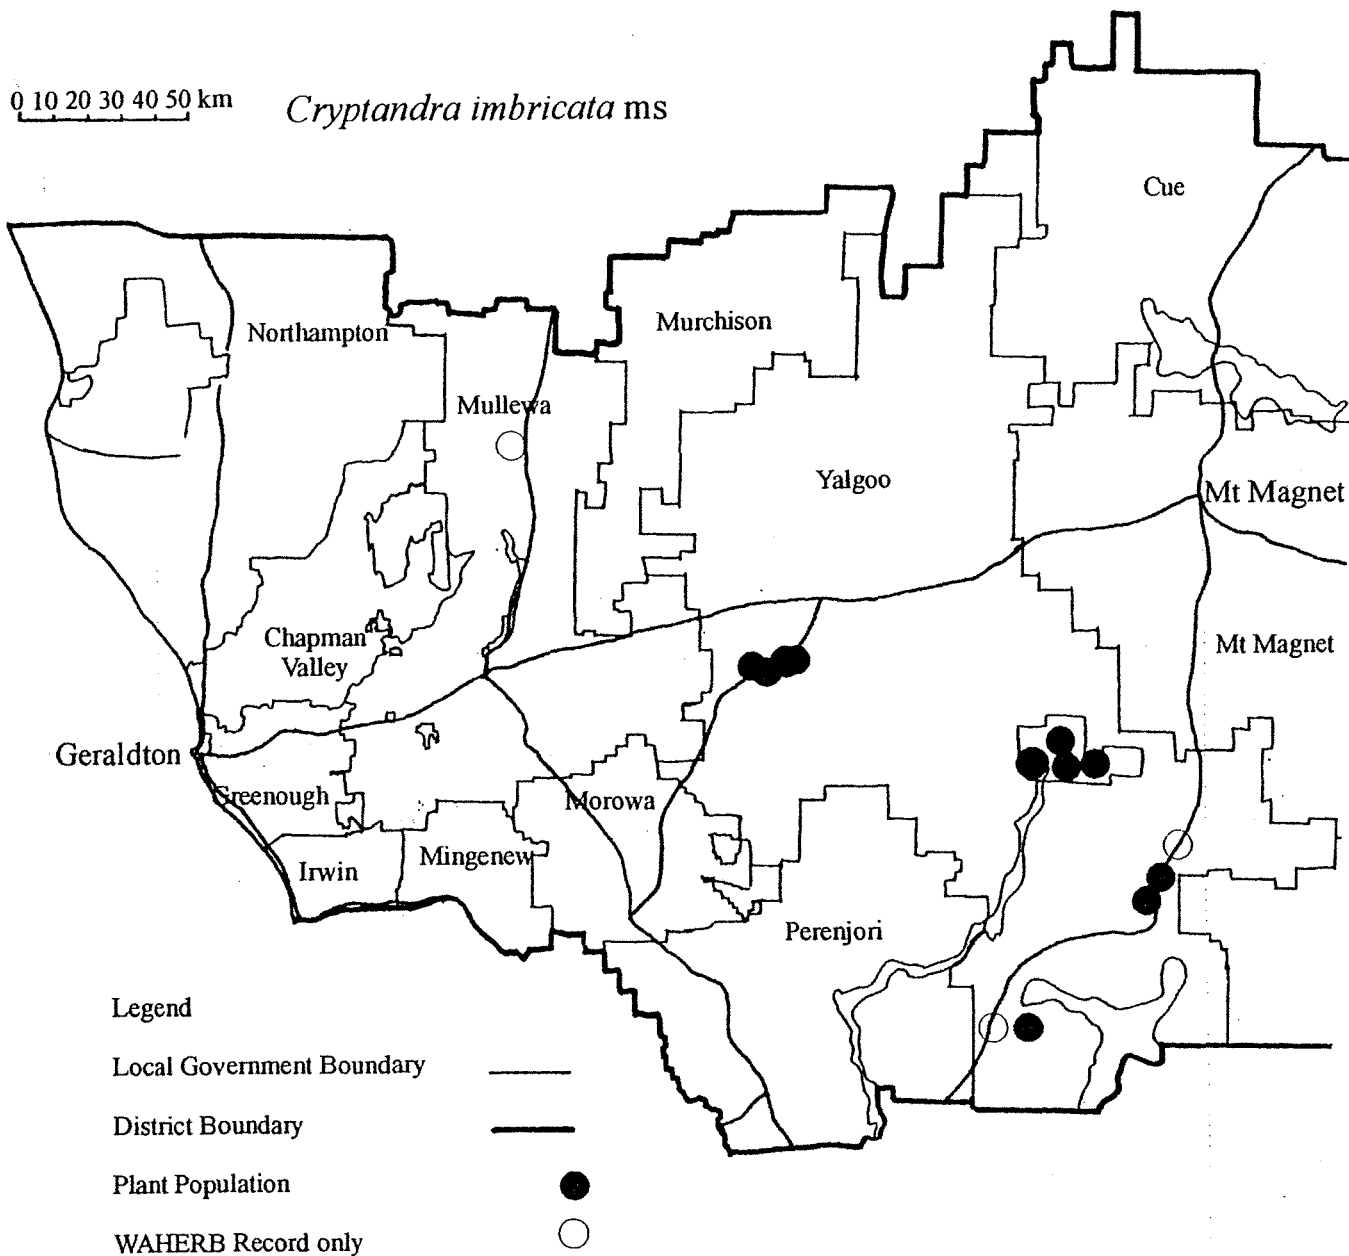 0 10 20 30 40 50 km
Cryptandra imbricata ms
Cue
Northampton
Murchison
Mullewa
Yalgoo
Mt Magnet
Chapman
Valley
Mt Magnet
Geraldton
Greenough
Morowa
Irwin
Mingenew
Perenjori
Legend
Local Government Boundary
District Boundary
Plant Population
WAHERB Record only